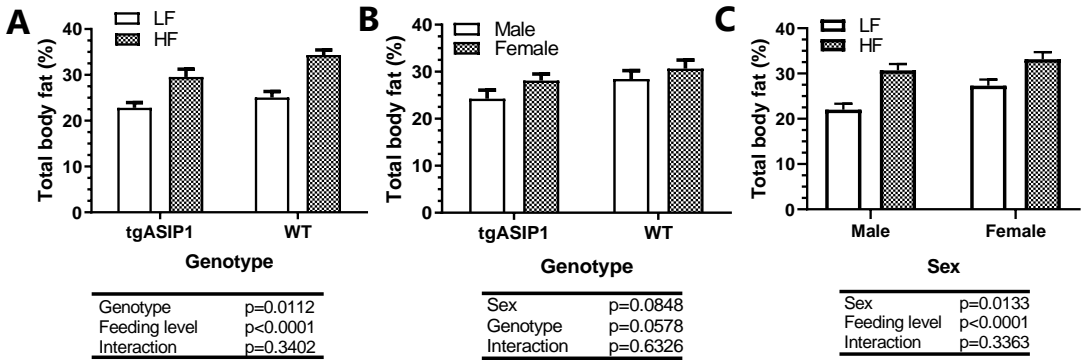 A
Total body fat (%)
40
30
20
10
0
LF
HF
tgASIP1 WT
Genotype
Genotype p=0.0112
Feeding level p<0.0001
Interaction p=0.3402
B
Total body fat (%)
40
30
20
10
0
Male
Female
tgASIP1 WT
Genotype
Sex p=0.0848
Genotype p=0.0578
Interaction p=0.6326
C
Total body fat (%)
40
30
20
10
0
LF
HF
Male Female
Sex
Sex p=0.0133
Feeding level p<0.0001
Interaction p=0.3363